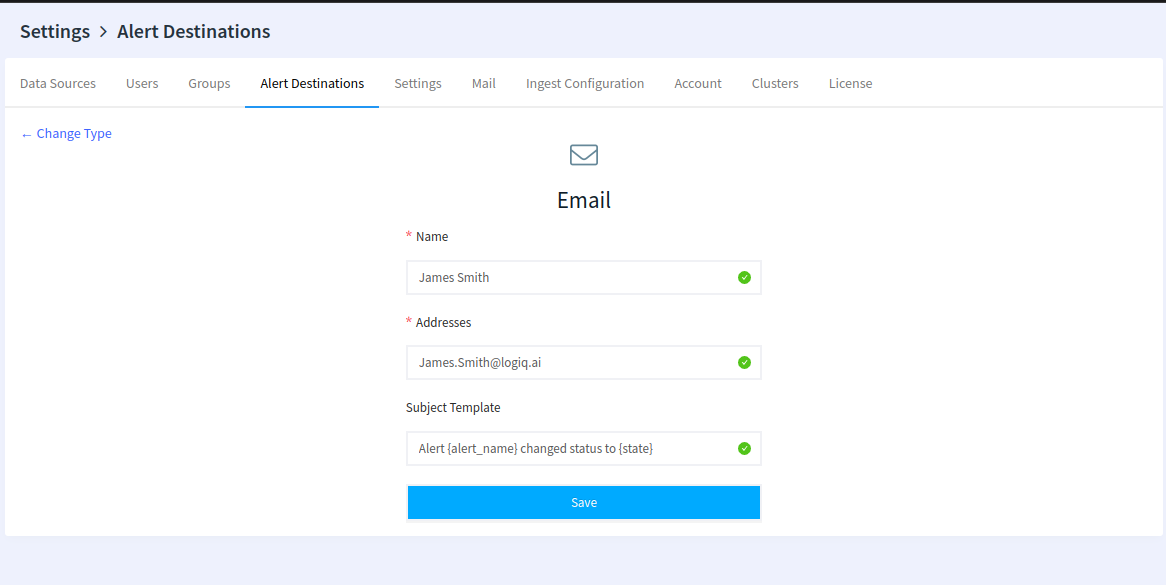 Settings > Alert Destinations
Data Sources Users Groups Alert Destinations Settings Mail Ingest Configuration Account Clusters License
← Change Type
Email
* Name
James Smith
* Addresses
James.Smith@logiq.ai
Subject Template
Alert {alert_name} changed status to {state}
Save